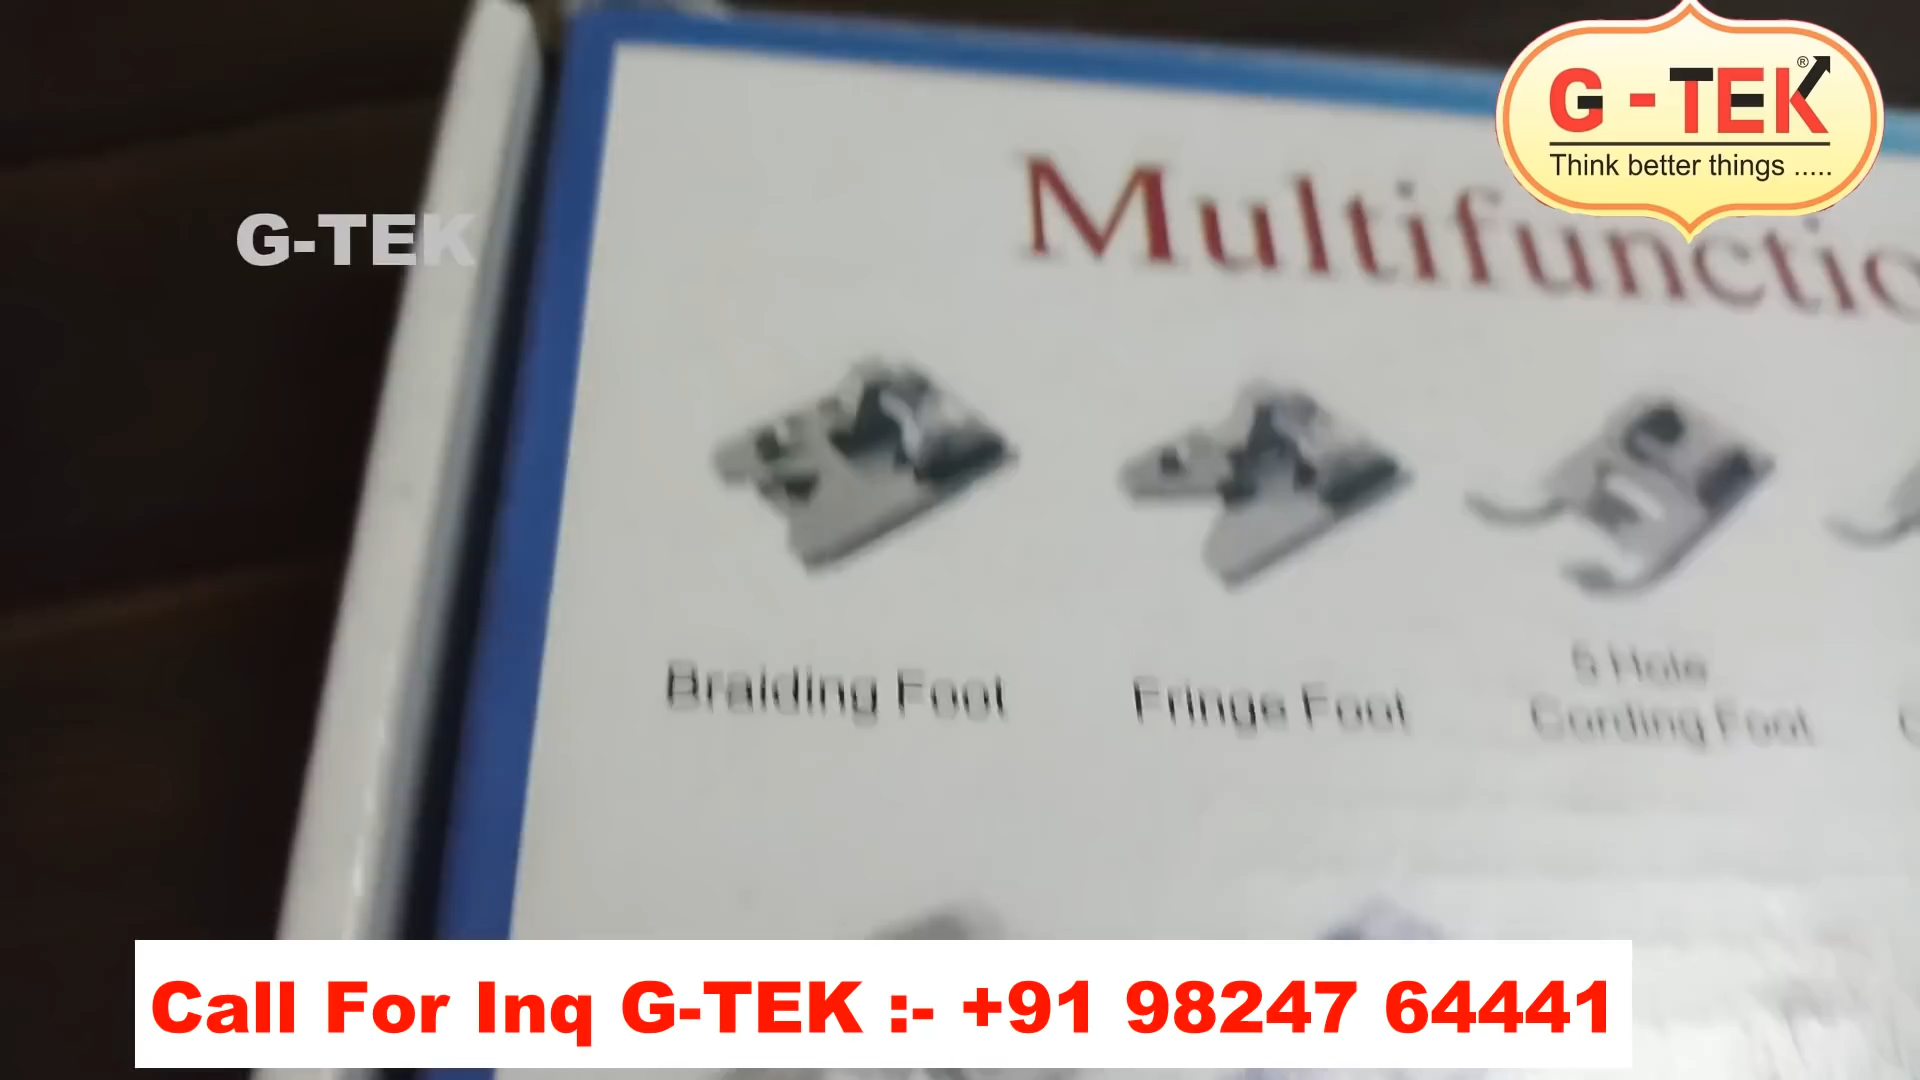 G-TEK®
Think better things .....
G-TEK
Multifunctio
Braiding Foot
Fringe Foot
5 Hole
Cording Foot
Call For Inq G-TEK :- +91 98247 64441